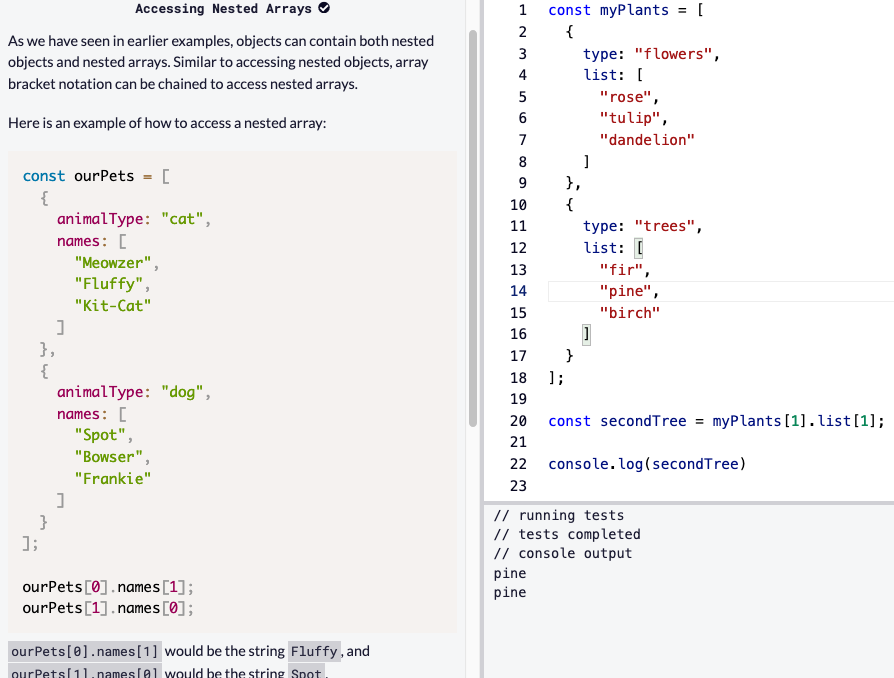 Accessing Nested Arrays
As we have seen in earlier examples, objects can contain both nested
objects and nested arrays. Similar to accessing nested objects, array
bracket notation can be chained to access nested arrays.
Here is an example of how to access a nested array:
const ourPets = [
  {
    animalType: "cat",
    names: [
      "Meowzer",
      "Fluffy",
      "Kit-Cat"
    ]
  },
  {
    animalType: "dog",
    names: [
      "Spot",
      "Bowser",
      "Frankie"
    ]
  }
];
ourPets[0].names[1];
ourPets[1].names[0];
ourPets[0].names[1] would be the string Fluffy, and
ourPets[1].names[0] would be the string Spot.
1 const myPlants = [
2   {
3     type: "flowers",
4     list: [
5       "rose",
6       "tulip",
7       "dandelion"
8     ]
9   },
10   {
11     type: "trees",
12     list: [
13       "fir",
14       "pine",
15       "birch"
16     ]
17   }
18 ];
19
20 const secondTree = myPlants[1].list[1];
21
22 console.log(secondTree)
23
// running tests
// tests completed
// console output
pine
pine